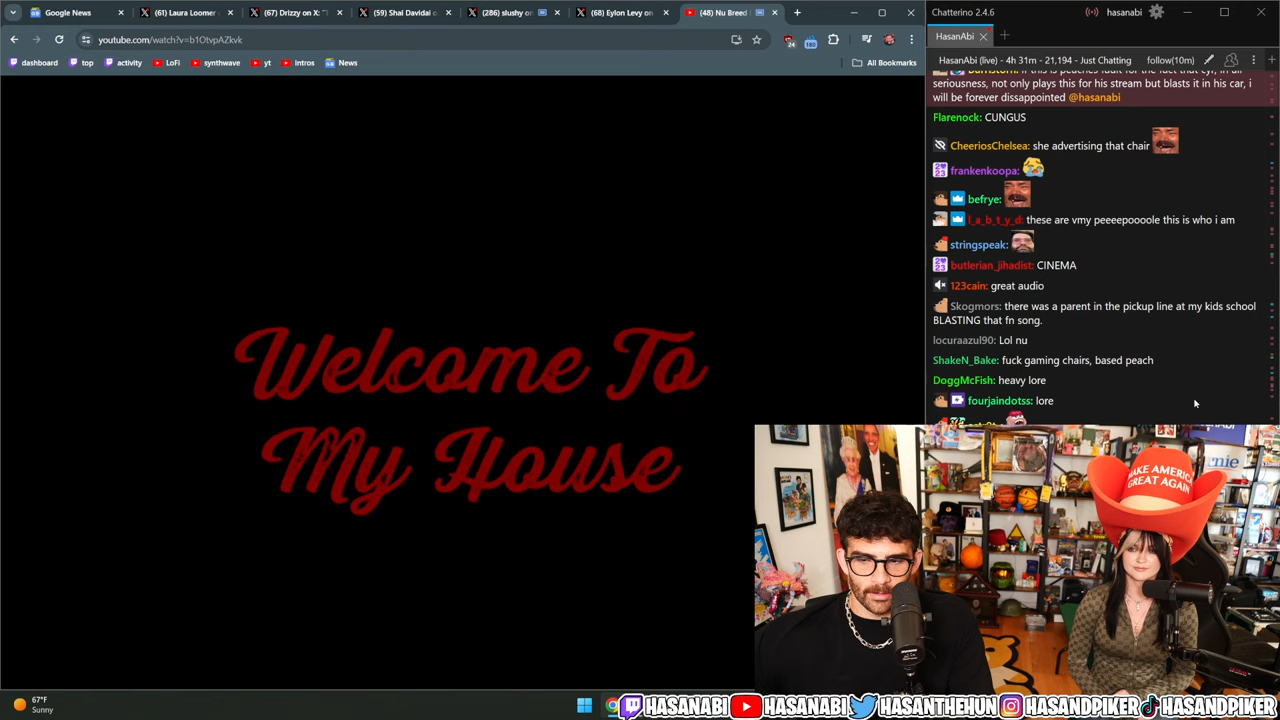 Google News
(61) Laura Loomer
(67) Drizzy on X: "T
(59) Shai Davidai o
(286) slushy on
(68) Eylon Levy on
(48) Nu Breed
youtube.com/watch?v=b1OtvpAZkvk
24
180
dashboard
top
activity
LoFi
synthwave
yt
intros
News
All Bookmarks
Welcome To
My House
Chatterino 2.4.6
hasanabi
HasanAbi
HasanAbi (live) - 4h 31m - 21,194 - Just Chatting
follow(10m)
seriousness, not only plays this for his stream but blasts it in his car, i
will be forever dissappointed @hasanabi
Flarenock: CUNGUS
CheeriosChelsea: she advertising that chair
frankenkoopa:
befrye:
l_a_b_t_y_d: these are vmy peeeepoooole this is who i am
stringspeak:
butlerian_jihadist: CINEMA
123cain: great audio
Skogmors: there was a parent in the pickup line at my kids school
BLASTING that fn song.
locuraazul90: Lol nu
ShakeN_Bake: fuck gaming chairs, based peach
DoggMcFish: heavy lore
fourjaindotss: lore
MAKE AMERICA
GREAT AGAIN
67°F
Sunny
HASANABI
HASANABI
HASANTHEHUN
HASANDPIKER
HASANDPIKER